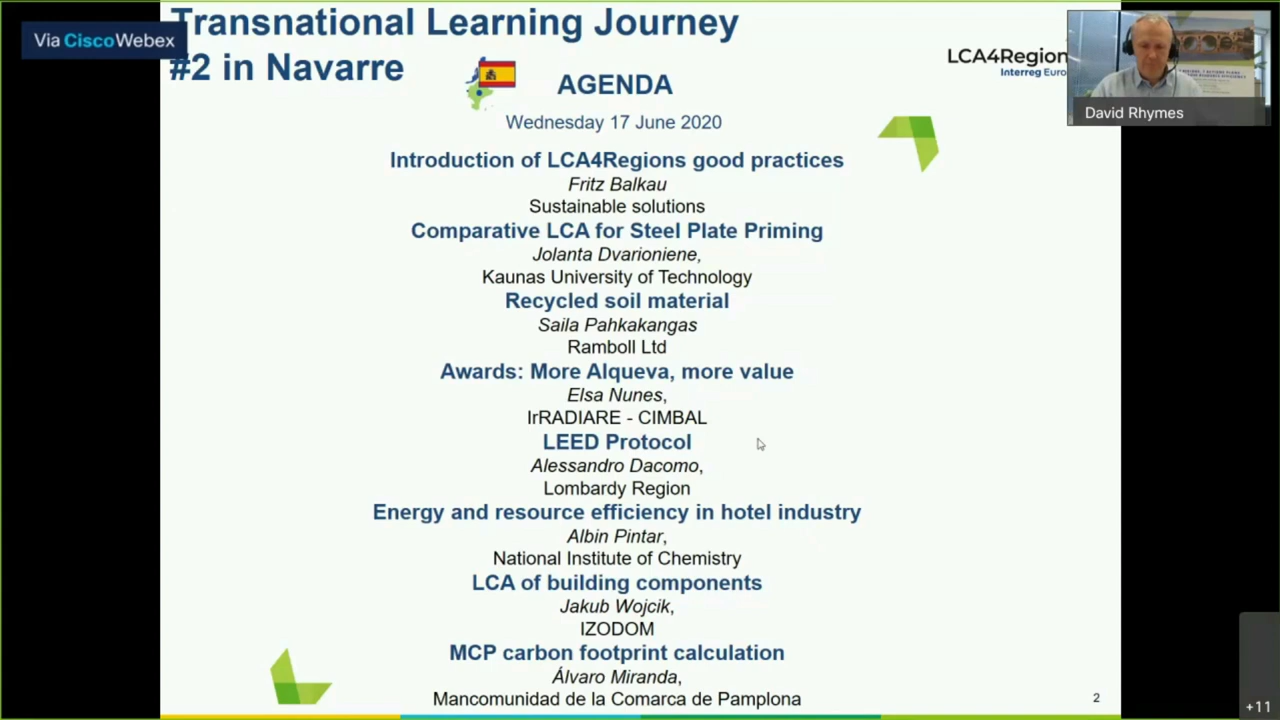 Transnational Learning Journey
#2 in Navarre
Via CiscoWebex
AGENDA
LCA4Region
Interreg Euro
David Rhymes
Wednesday 17 June 2020
Introduction of LCA4Regions good practices
Fritz Balkau
Sustainable solutions
Comparative LCA for Steel Plate Priming
Jolanta Dvarioniene,
Kaunas University of Technology
Recycled soil material
Saila Pahkakangas
Ramboll Ltd
Awards: More Alqueva, more value
Elsa Nunes,
IrRADIARE - CIMBAL
LEED Protocol
Alessandro Dacomo,
Lombardy Region
Energy and resource efficiency in hotel industry
Albin Pintar,
National Institute of Chemistry
LCA of building components
Jakub Wojcik,
IZODOM
MCP carbon footprint calculation
Álvaro Miranda,
Mancomunidad de la Comarca de Pamplona
2
+11